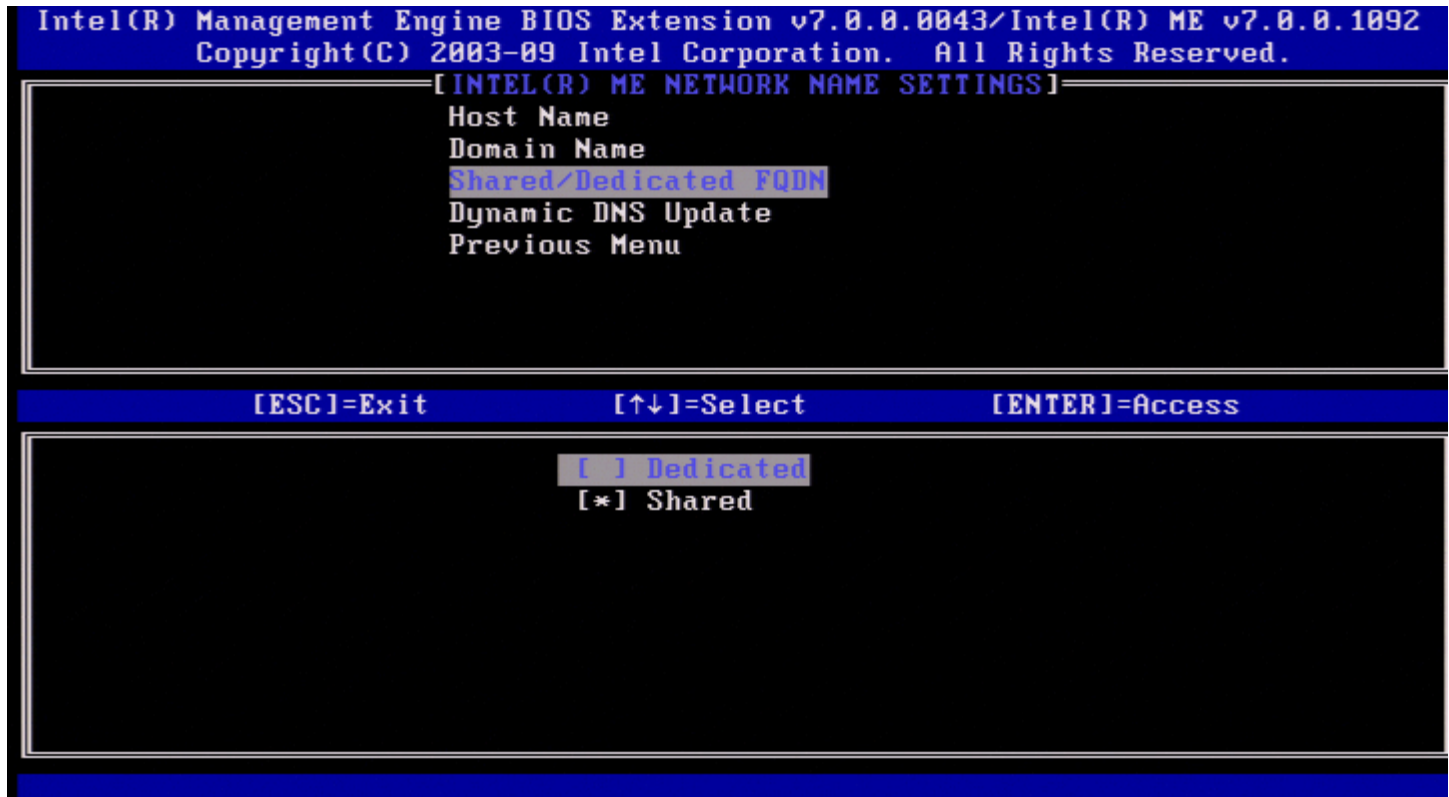 Intel(R) Management Engine BIOS Extension v7.0.0.0043/Intel(R) ME v7.0.0.1092
Copyright(C) 2003-09 Intel Corporation. All Rights Reserved.
[INTEL(R) ME NETWORK NAME SETTINGS]
Host Name
Domain Name
Shared/Dedicated FQDN
Dynamic DNS Update
Previous Menu
[ESC]=Exit [↑↓]=Select [ENTER]=Access
[ ] Dedicated
[*] Shared